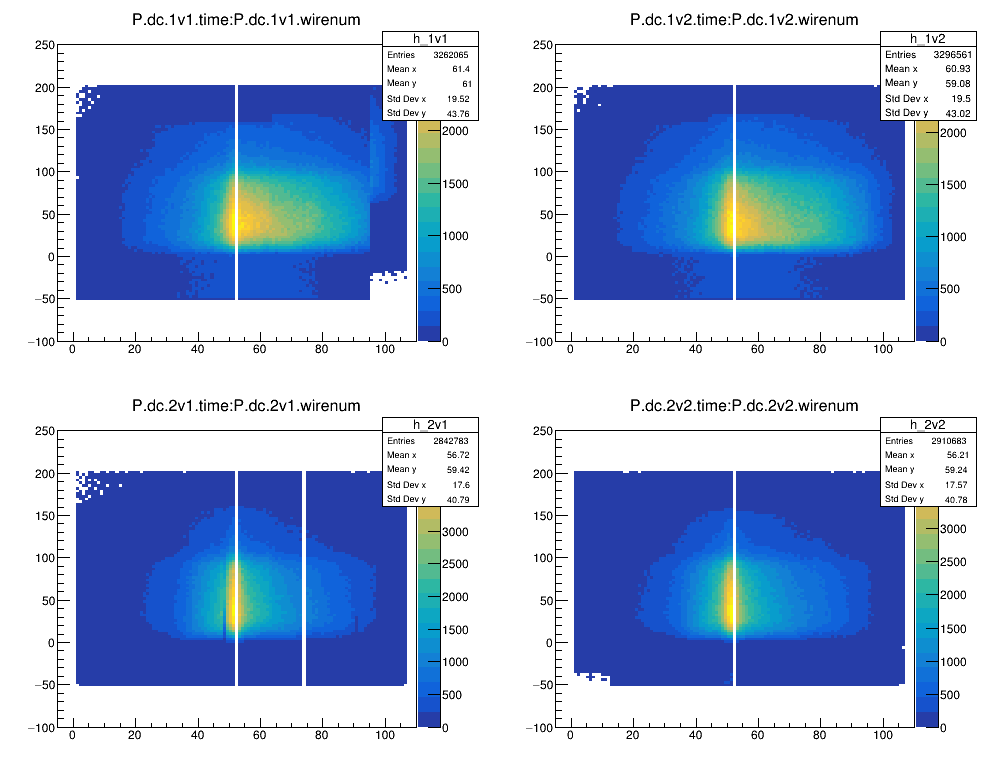 P.dc.1v1.time:P.dc.1v1.wirenum
h_1v1
Entries 3262065
Mean x 61.4
Mean y 61
Std Dev x 19.52
Std Dev y 43.76
250
200
150
100
50
0
−50
−100
0 20 40 60 80 100
2000
1500
1000
500
0
P.dc.1v2.time:P.dc.1v2.wirenum
h_1v2
Entries 3296561
Mean x 60.93
Mean y 59.08
Std Dev x 19.5
Std Dev y 43.02
250
200
150
100
50
0
−50
−100
0 20 40 60 80 100
2000
1500
1000
500
0
P.dc.2v1.time:P.dc.2v1.wirenum
h_2v1
Entries 2842783
Mean x 56.72
Mean y 59.42
Std Dev x 17.6
Std Dev y 40.79
250
200
150
100
50
0
−50
−100
0 20 40 60 80 100
3000
2500
2000
1500
1000
500
0
P.dc.2v2.time:P.dc.2v2.wirenum
h_2v2
Entries 2910683
Mean x 56.21
Mean y 59.24
Std Dev x 17.57
Std Dev y 40.78
250
200
150
100
50
0
−50
−100
0 20 40 60 80 100
3000
2500
2000
1500
1000
500
0